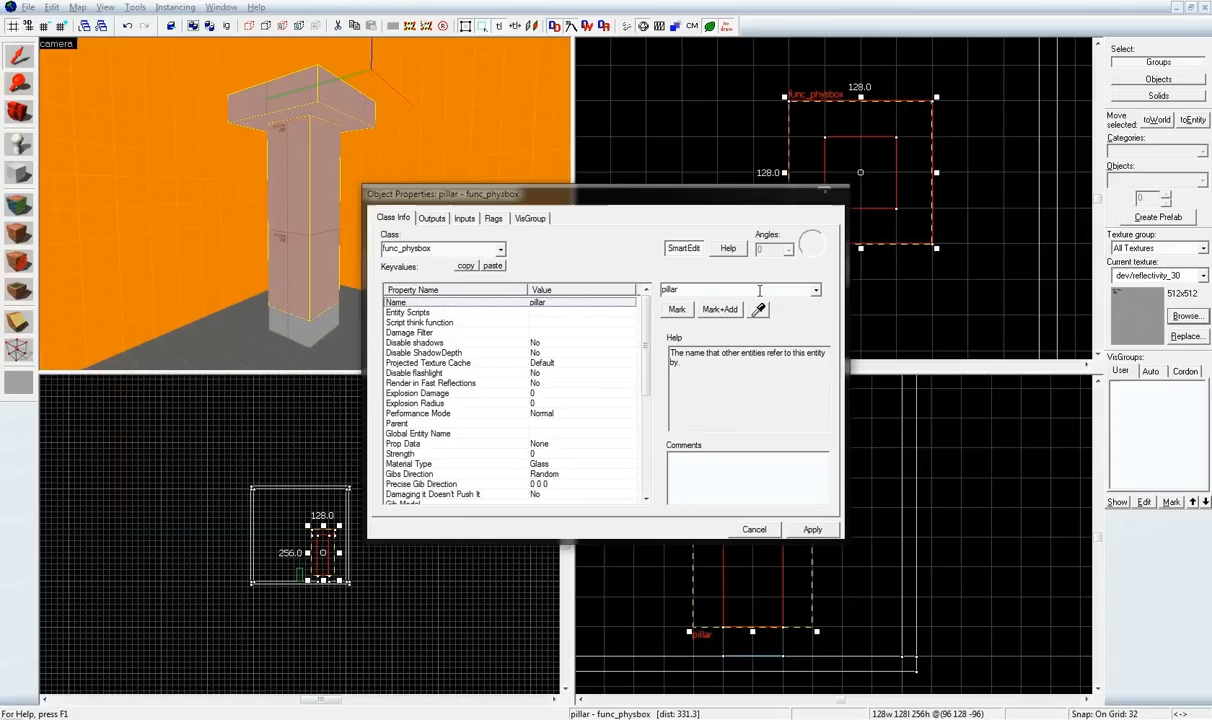 File Edit Map View Tools Instancing Window Help
camera
128.0
func_physbox
128.0
Select:
Groups
Objects
Solids
Move selected:
toWorld
toEntity
Categories:
Objects:
0
Create Prefab
Texture group:
All Textures
Current texture:
dev/reflectivity_30
512x512
Browse...
Replace...
VisGroups:
User Auto Cordon
Show Edit Mark
Object Properties: pillar - func_physbox
Class Info Outputs Inputs Flags VisGroup
Class:
func_physbox
SmartEdit
Help
Angles:
0
Keyvalues:
copy paste
Property Name Value
Name pillar
Entity Scripts
Script think function
Damage Filter
Disable shadows No
Disable ShadowDepth No
Projected Texture Cache Default
Disable flashlight No
Render in Fast Reflections No
Explosion Damage 0
Explosion Radius 0
Performance Mode Normal
Parent
Global Entity Name
Prop Data None
Strength 0
Material Type Glass
Gibs Direction Random
Precise Gib Direction 0 0 0
Damaging it Doesn't Push It No
Gib Model
pillar
Mark
Mark+Add
Help
The name that other entities refer to this entity
by.
Comments
Cancel
Apply
128.0
256.0
pillar
For Help, press F1
pillar - func_physbox [dist: 331.3]
128w 128l 256h @(96 128 -96)
Snap: On Grid: 32
<->